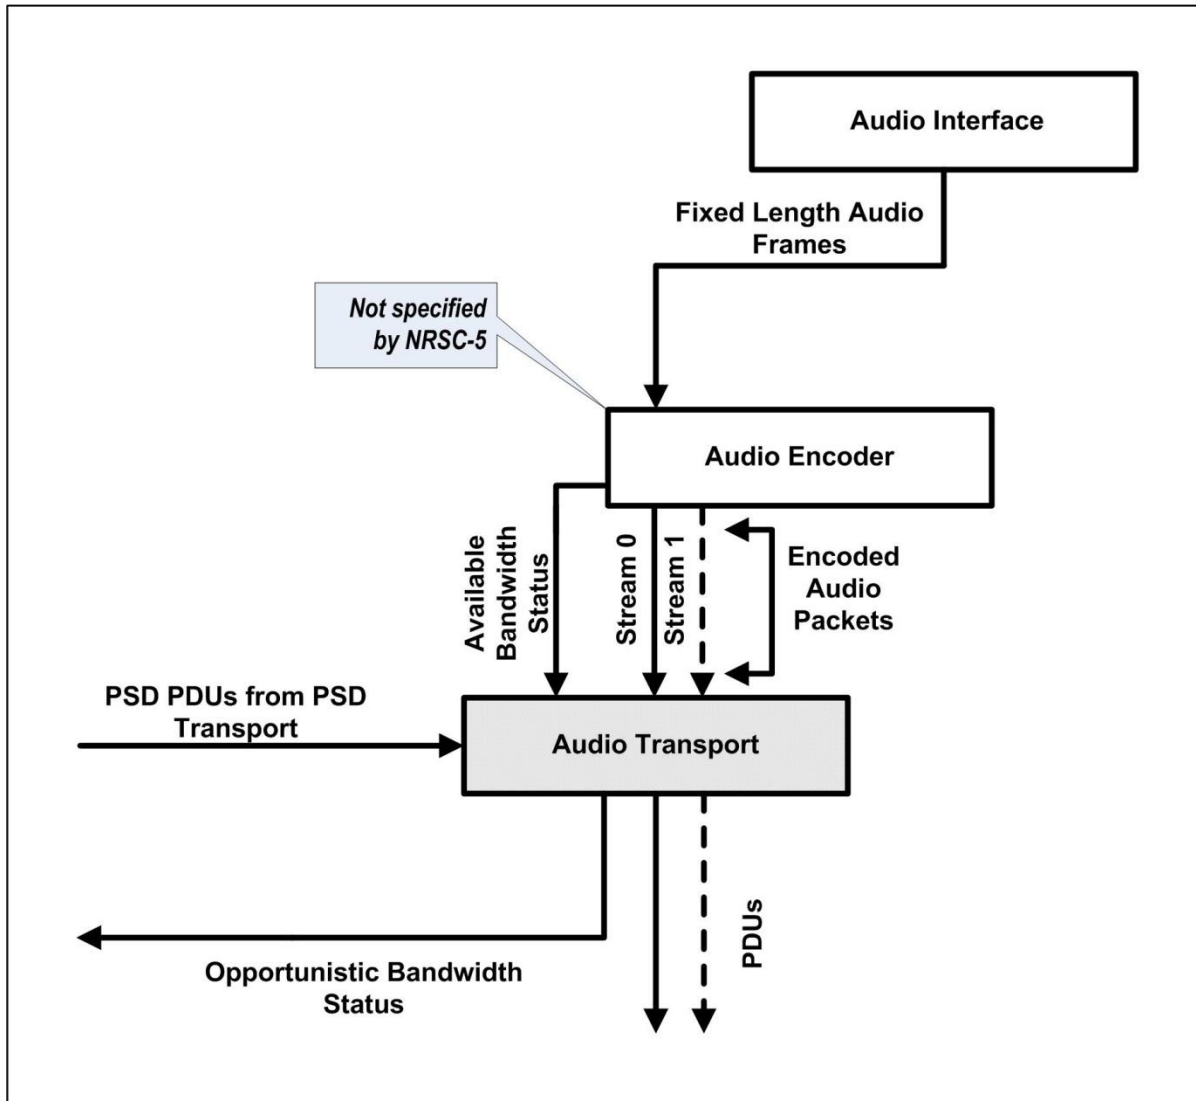 Audio Interface
Fixed Length Audio
Frames
Not specified
by NRSC-5
Audio Encoder
Available
Bandwidth
Status
Stream 0
Stream 1
Encoded
Audio
Packets
PSD PDUs from PSD
Transport
Audio Transport
PDUs
Opportunistic Bandwidth
Status